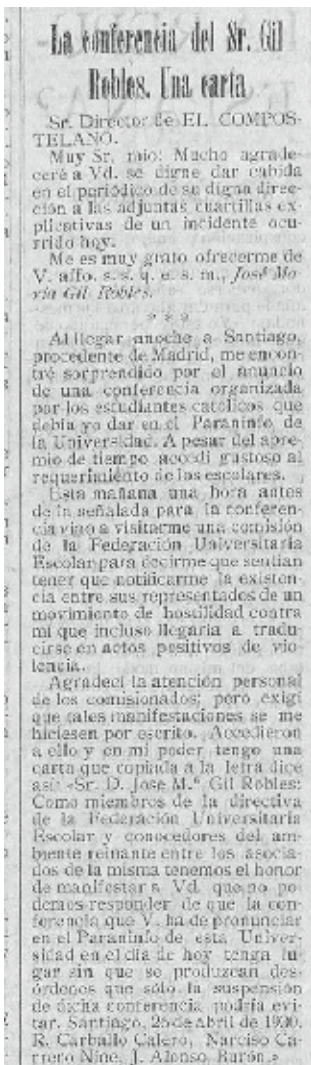 La conferencia del Sr. Gil
Robles. Una carta
Sr. Director de EL COMPOS-
TELANO.
Muy Sr. mio: Mucho agrade-
ceré a Vd. se digne dar cabida
en el periódico de su digna direc-
ción a las adjuntas cuartillas ex-
plicativas de un incidente ocu-
rrido hoy.
Me es muy grato ofrecerme de
V. affo. s. s. q. e. s. m., José Ma-
ría Gil Robles.
* * *
Al llegar anoche a Santiago,
procedente de Madrid, me encon-
tré sorprendido por el anuncio
de una conferencia organizada
por los estudiantes católicos que
debía yo dar en el Paraninfo de
la Universidad. A pesar del apre-
mio de tiempo accedí gustoso al
requerimiento de los escolares.
Esta mañana una hora antes
de la señalada para la conferen-
cia vino a visitarme una comisión
de la Federación Universitaria
Escolar para decirme que sentían
tener que notificarme la existen-
cia entre sus representados de un
movimiento de hostilidad contra
mi que incluso llegaría a tradu-
cirse en actos positivos de vio-
lencia.
Agradecí la atención personal
de los comisionados; pero exigí
que tales manifestaciones se me
hiciesen por escrito. Accedieron
a ello y en mi poder tengo una
carta que copiada a la letra dice
así: «Sr. D. José M.ª Gil Robles:
Como miembros de la directiva
de la Federación Universitaria
Escolar y conocedores del am-
biente reinante entre los asocia-
dos de la misma tenemos el honor
de manifestar a Vd. que no po-
demos responder de que la con-
ferencia que V. ha de pronunciar
en el Paraninfo de esta Univer-
sidad en el día de hoy tenga lu-
gar sin que se produzcan des-
órdenes que sólo la suspensión
de dicha conferencia podría evi-
tar. Santiago, 25 de abril de 1930.
R. Carballo Calero, Narciso Ca-
rrero Nine, J. Alonso Burón.»